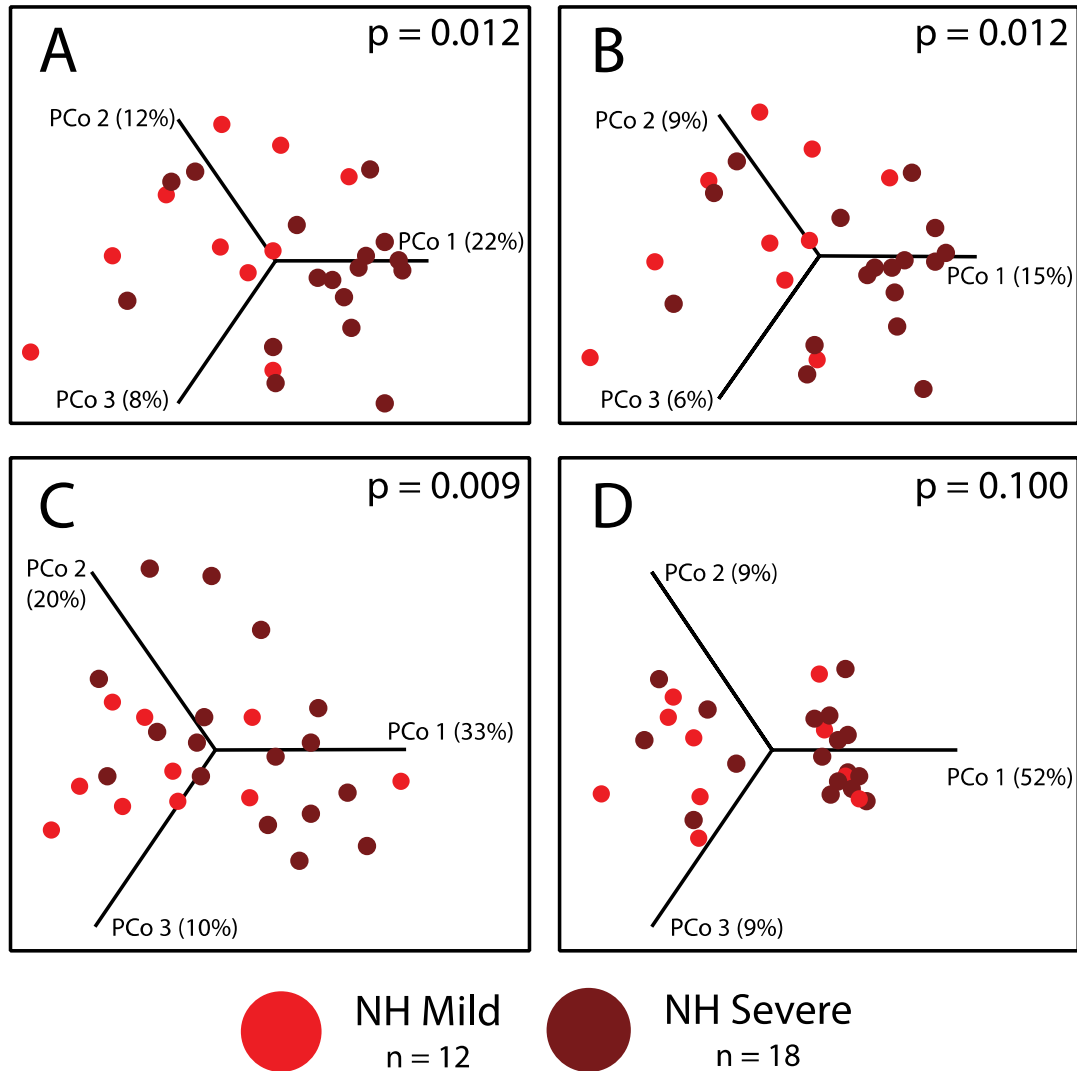 A
p = 0.012
PCo 2 (12%)
PCo 1 (22%)
PCo 3 (8%)
B
p = 0.012
PCo 2 (9%)
PCo 1 (15%)
PCo 3 (6%)
C
p = 0.009
PCo 2
(20%)
PCo 1 (33%)
PCo 3 (10%)
D
p = 0.100
PCo 2 (9%)
PCo 1 (52%)
PCo 3 (9%)
NH Mild
n = 12
NH Severe
n = 18